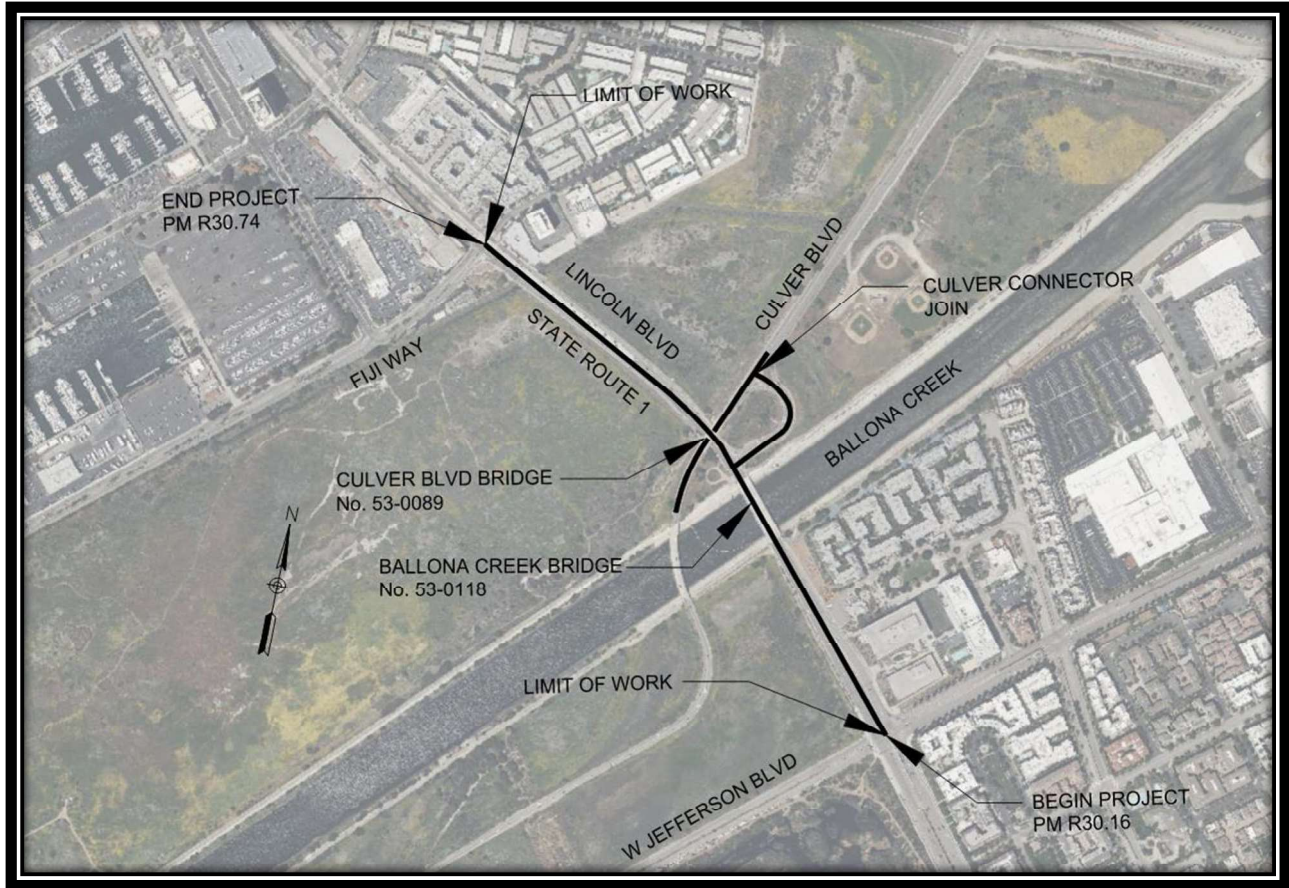 LIMIT OF WORK
END PROJECT
PM R30.74
LINCOLN BLVD
CULVER BLVD
CULVER CONNECTOR
JOIN
STATE ROUTE 1
FIJI WAY
BALLONA CREEK
CULVER BLVD BRIDGE
No. 53-0089
N
BALLONA CREEK BRIDGE
No. 53-0118
LIMIT OF WORK
W JEFFERSON BLVD
BEGIN PROJECT
PM R30.16